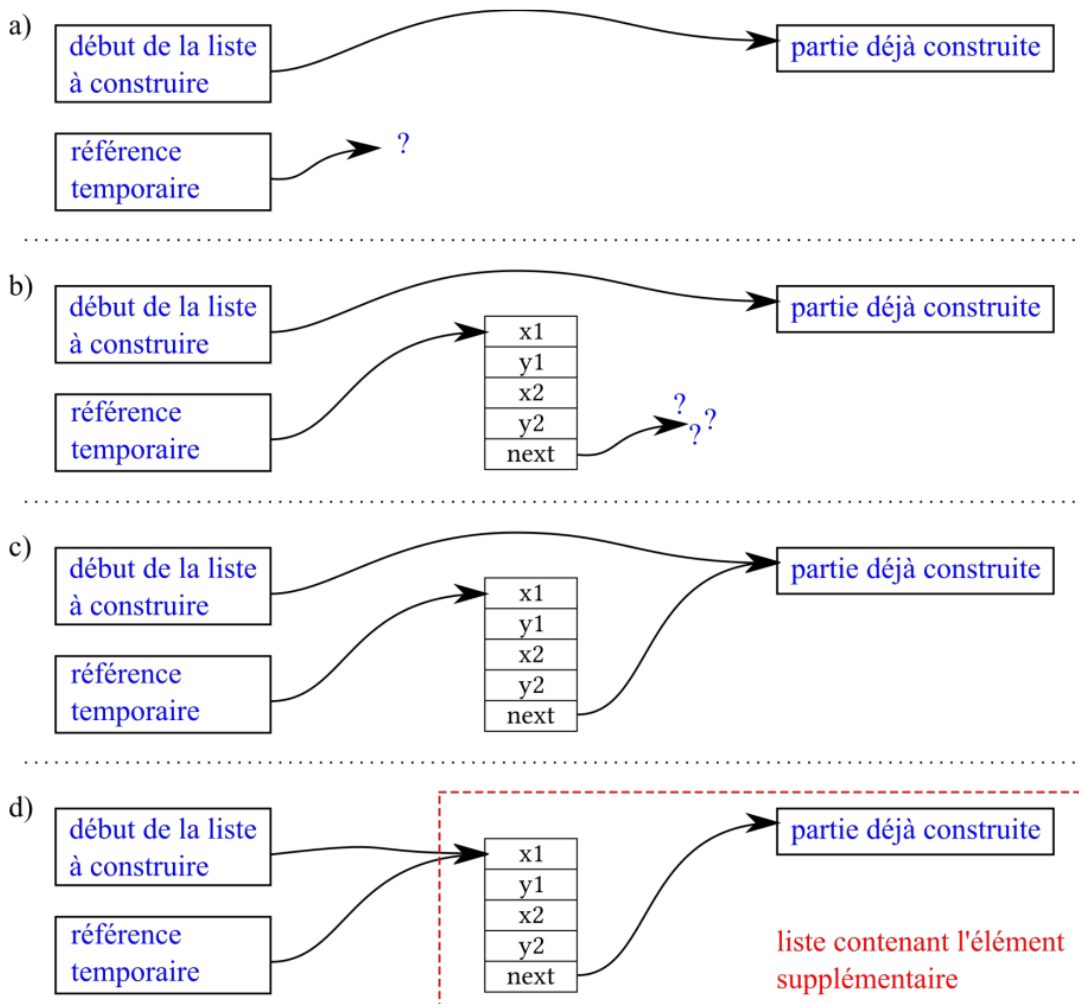 a)
début de la liste
à construire
partie déjà construite
référence
temporaire
?
b)
début de la liste
à construire
partie déjà construite
référence
temporaire
x1
y1
x2
y2
next
?
?
?
c)
début de la liste
à construire
partie déjà construite
référence
temporaire
x1
y1
x2
y2
next
d)
début de la liste
à construire
partie déjà construite
référence
temporaire
x1
y1
x2
y2
next
liste contenant l'élément
supplémentaire